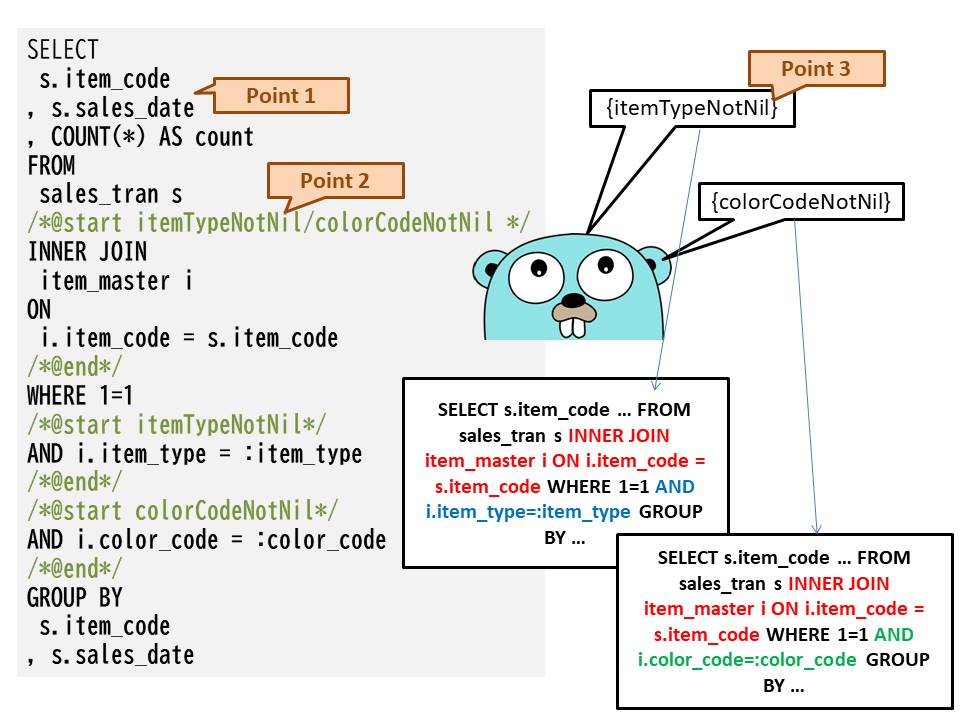 SELECT
s.item_code
, s.sales_date
, COUNT(*) AS count
FROM
sales_tran s
/*@start itemTypeNotNil/colorCodeNotNil */
INNER JOIN
item_master i
ON
i.item_code = s.item_code
/*@end*/
WHERE 1=1
/*@start itemTypeNotNil*/
AND i.item_type = :item_type
/*@end*/
/*@start colorCodeNotNil*/
AND i.color_code = :color_code
/*@end*/
GROUP BY
s.item_code
, s.sales_date
Point 1
Point 2
Point 3
{itemTypeNotNil}
{colorCodeNotNil}
SELECT s.item_code … FROM
sales_tran s INNER JOIN
item_master i ON i.item_code =
s.item_code WHERE 1=1 AND
i.item_type=:item_type GROUP
BY …
SELECT s.item_code … FROM
sales_tran s INNER JOIN
item_master i ON i.item_code =
s.item_code WHERE 1=1 AND
i.color_code=:color_code GROUP
BY …